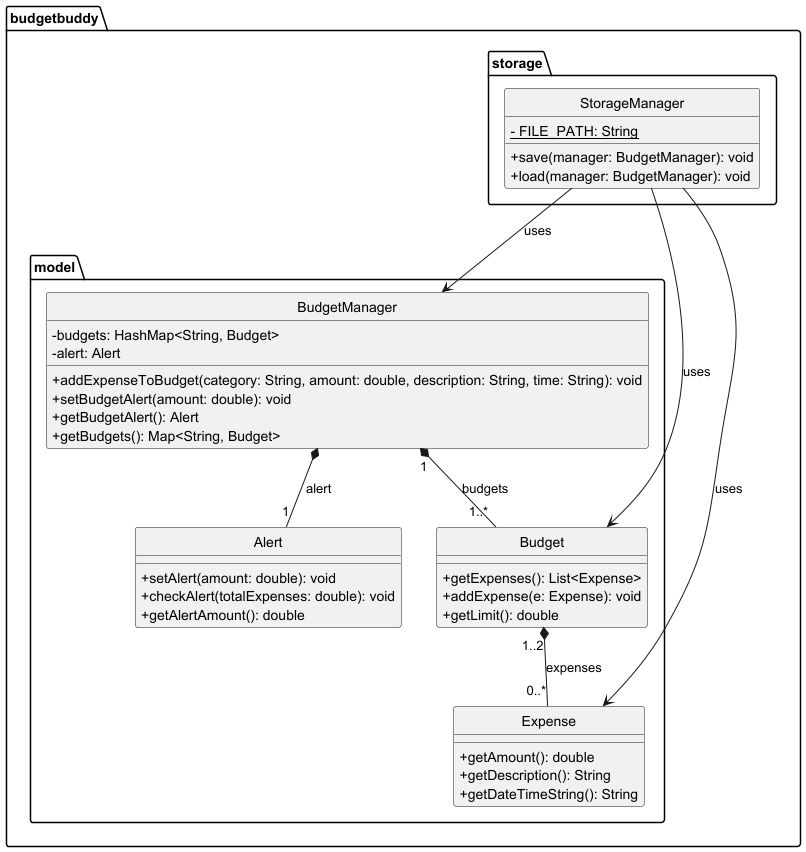 budgetbuddy
storage
StorageManager
- FILE_PATH: String
+save(manager: BudgetManager): void
+load(manager: BudgetManager): void
uses
model
BudgetManager
-budgets: HashMap<String, Budget>
-alert: Alert
+addExpenseToBudget(category: String, amount: double, description: String, time: String): void
+setBudgetAlert(amount: double): void
+getBudgetAlert(): Alert
+getBudgets(): Map<String, Budget>
uses
1
alert
budgets
uses
1
1..*
Alert
+setAlert(amount: double): void
+checkAlert(totalExpenses: double): void
+getAlertAmount(): double
Budget
+getExpenses(): List<Expense>
+addExpense(e: Expense): void
+getLimit(): double
1..2
expenses
0..*
Expense
+getAmount(): double
+getDescription(): String
+getDateTimeString(): String